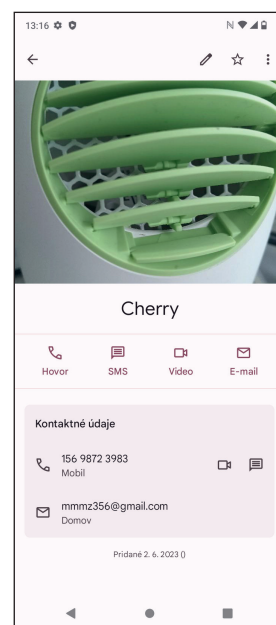 13:16
Cherry
Hovor
SMS
Video
E-mail
Kontaktné údaje
156 9872 3983
Mobil
mmmz356@gmail.com
Domov
Pridané 2. 6. 2023 ()